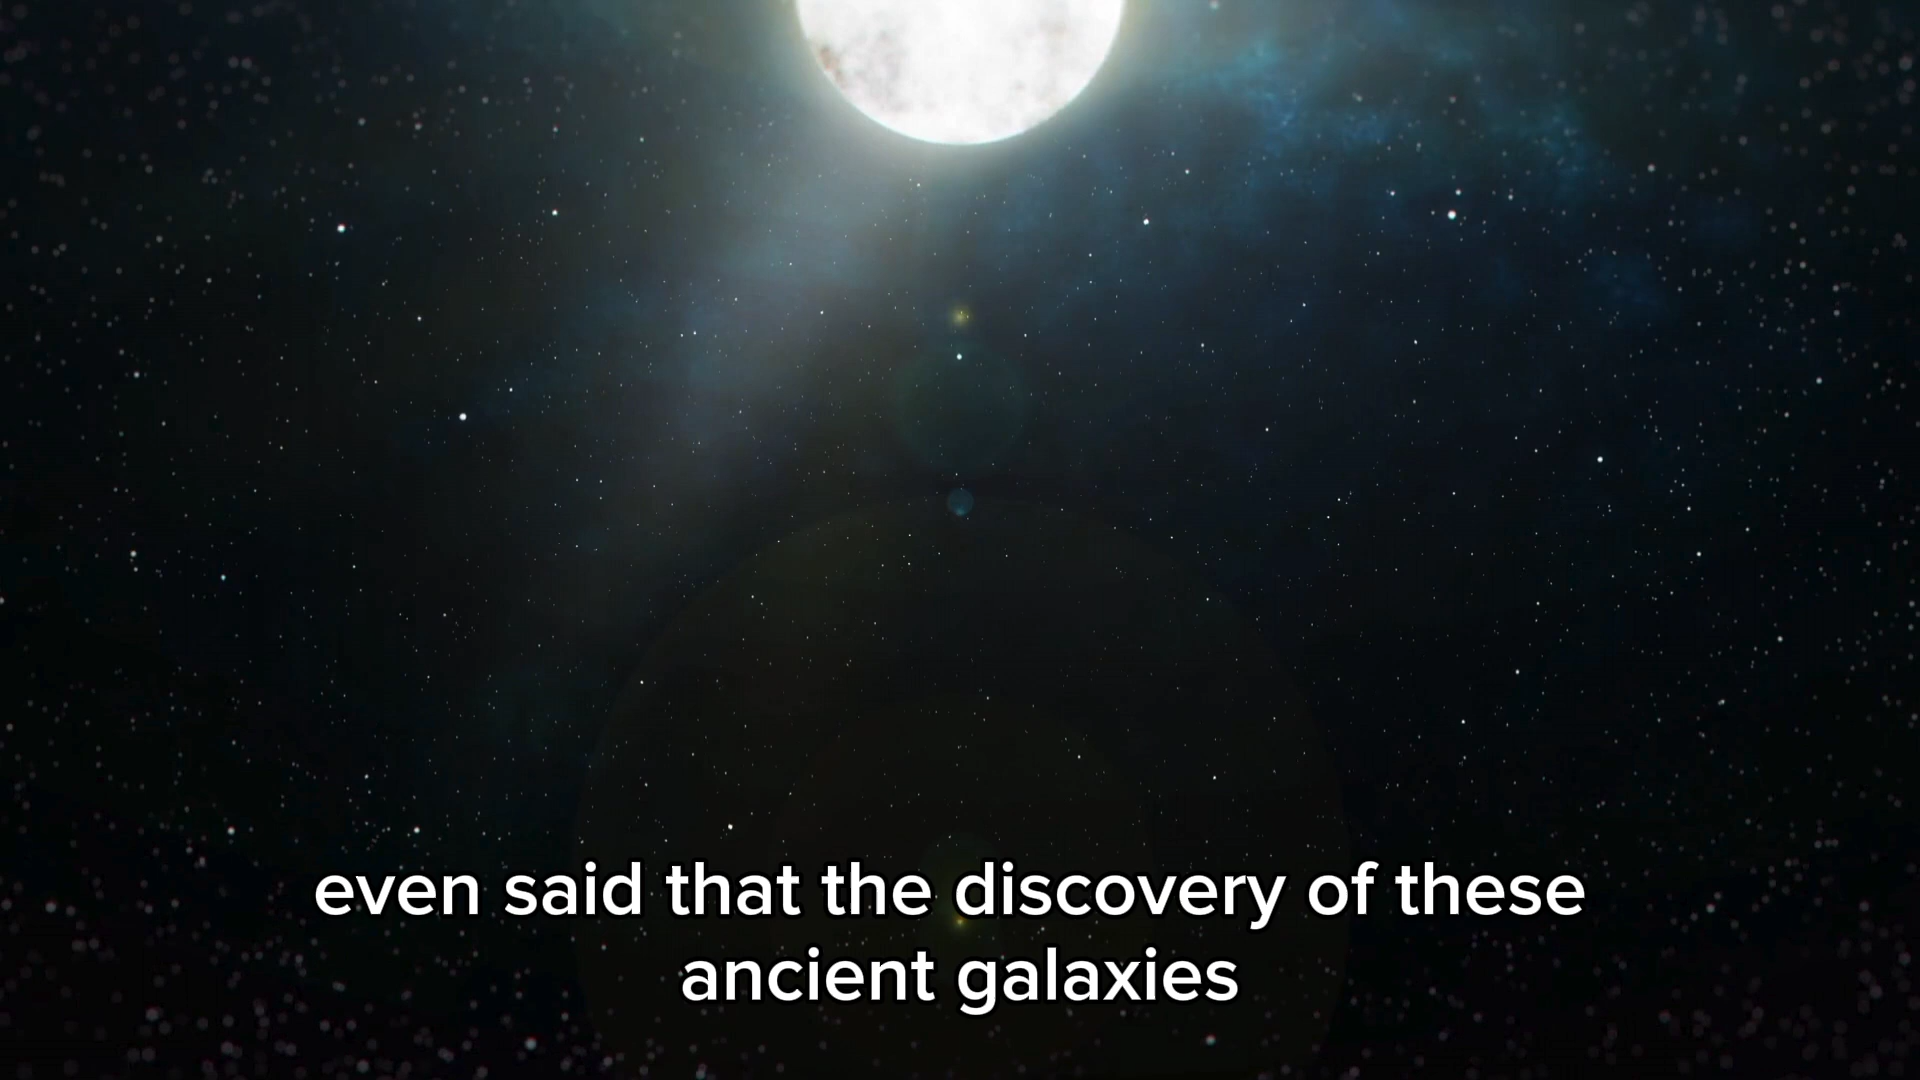 even said that the discovery of these
ancient galaxies